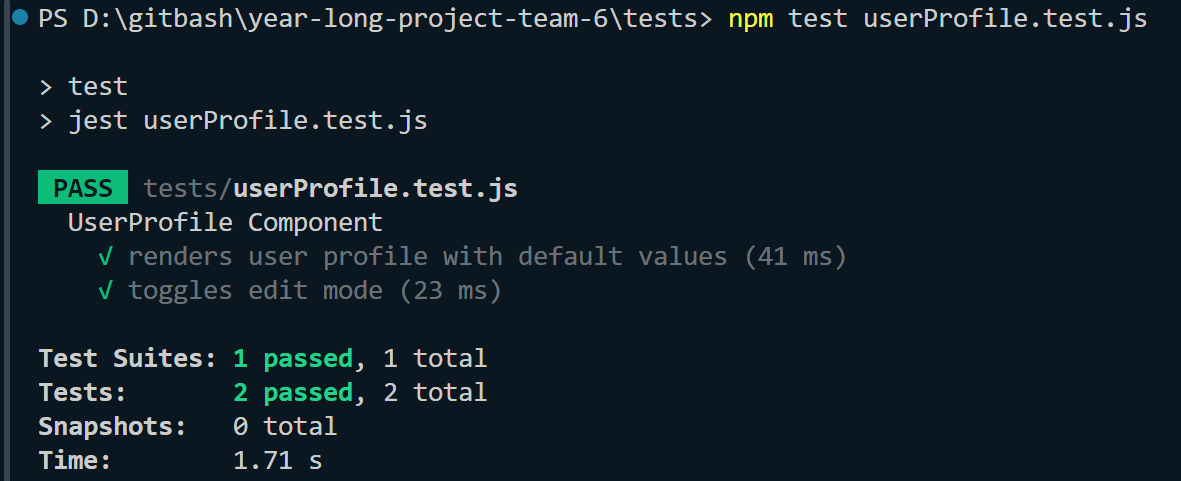 PS D:\gitbash\year-long-project-team-6\tests> npm test userProfile.test.js
> test
> jest userProfile.test.js
PASS tests/userProfile.test.js
UserProfile Component
√ renders user profile with default values (41 ms)
√ toggles edit mode (23 ms)
Test Suites: 1 passed, 1 total
Tests: 2 passed, 2 total
Snapshots: 0 total
Time: 1.71 s